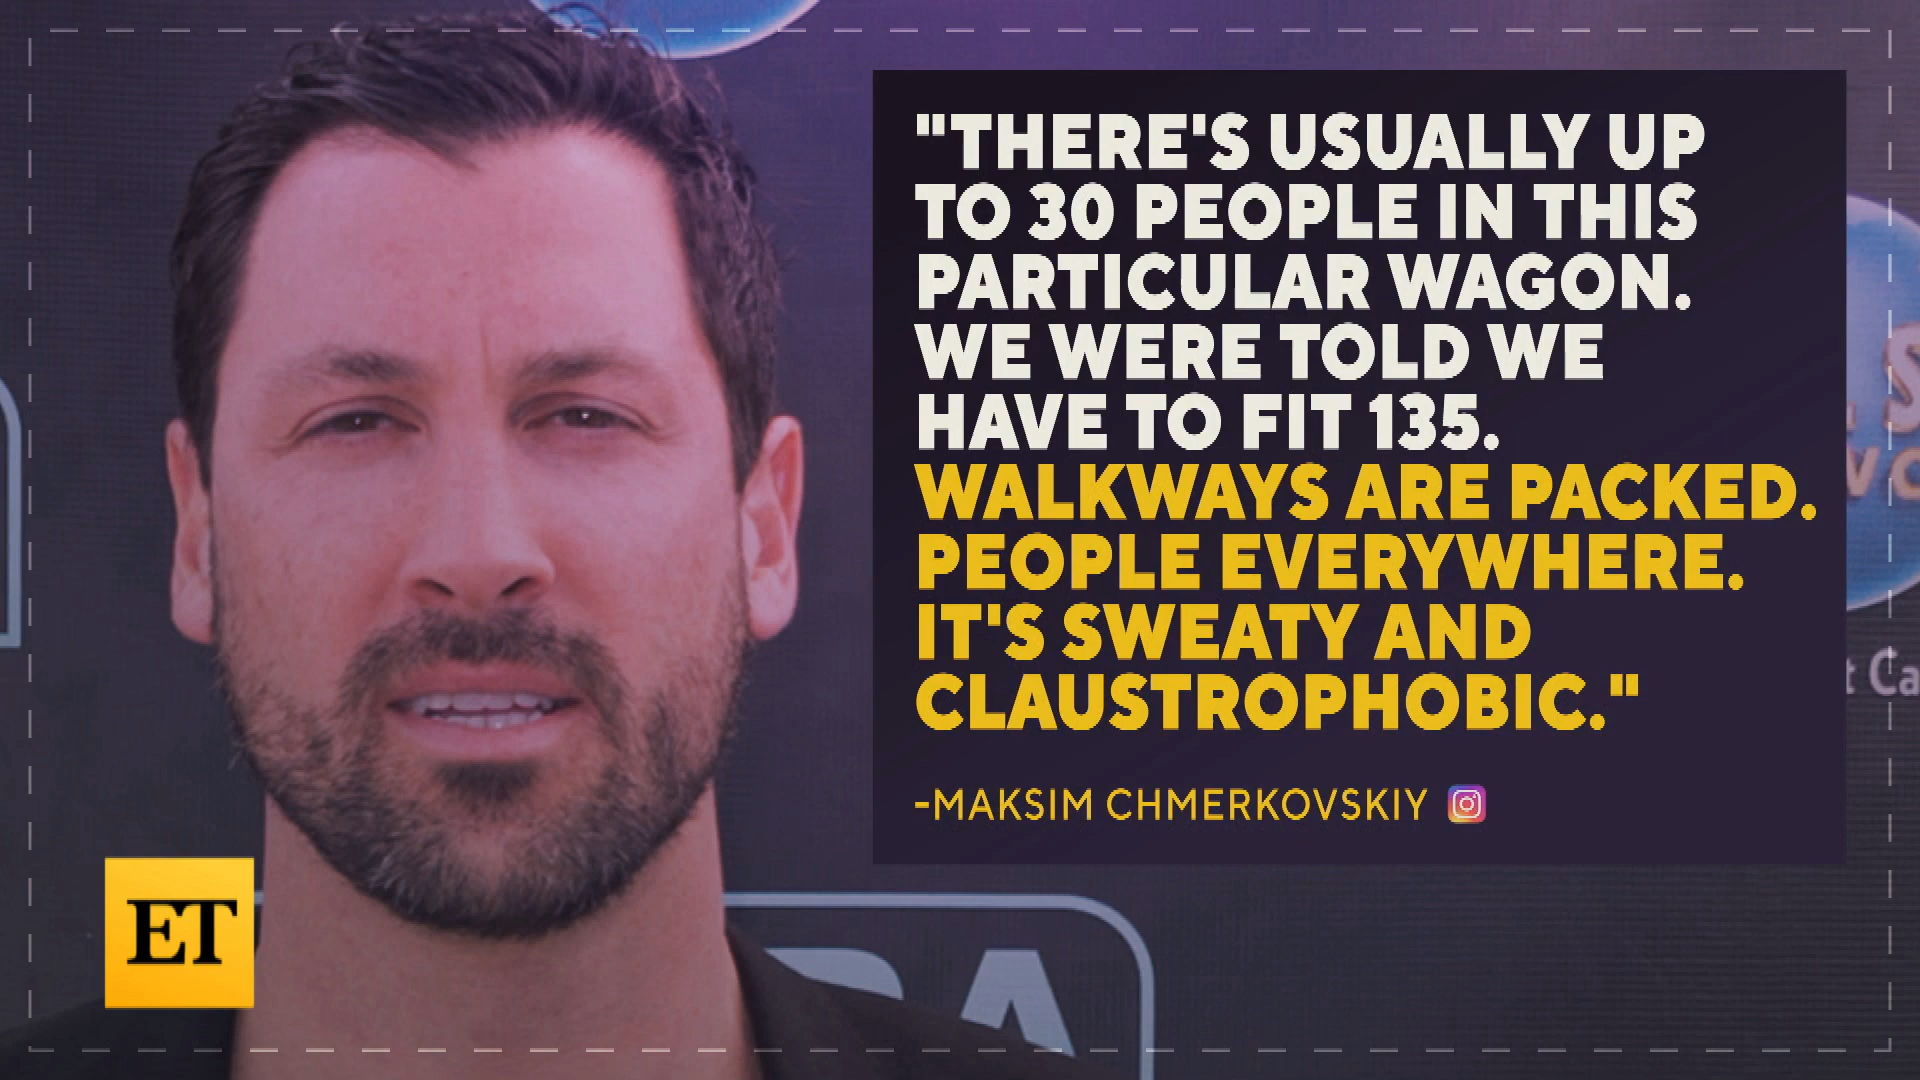 "THERE'S USUALLY UP
TO 30 PEOPLE IN THIS
PARTICULAR WAGON.
WE WERE TOLD WE
HAVE TO FIT 135.
WALKWAYS ARE PACKED.
PEOPLE EVERYWHERE.
IT'S SWEATY AND
CLAUSTROPHOBIC."
-MAKSIM CHMERKOVSKIY
ET